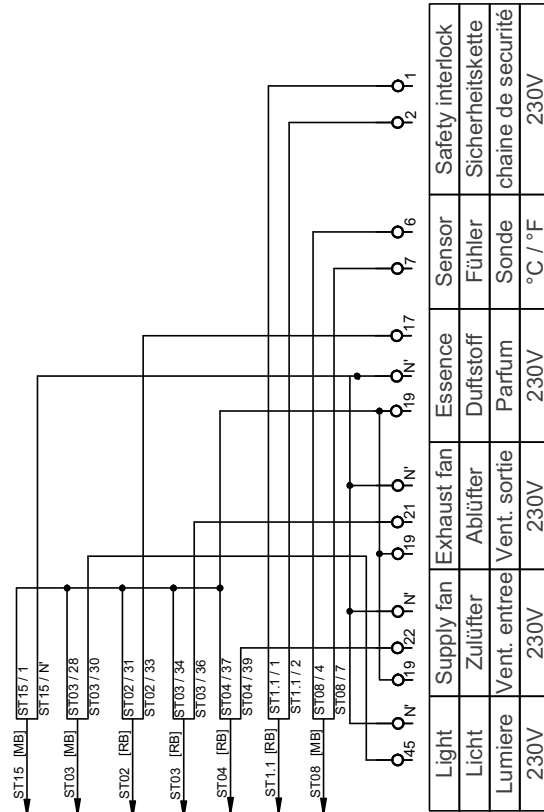 ST15 [MB] ST15 / 1
ST15 / N'
ST03 [MB] ST03 / 28
ST03 / 30
ST02 [RB] ST02 / 31
ST02 / 33
ST03 [RB] ST03 / 34
ST03 / 36
ST04 [RB] ST04 / 37
ST04 / 39
ST1.1 [RB] ST1.1 / 1
ST1.1 / 2
ST08 [MB] ST08 / 4
ST08 / 7
45 N' 19 22 N' 19 21 N' 19 N' 17 7 6 2 1
Light Supply fan Exhaust fan Essence Sensor Safety interlock
Licht Zulüfter Ablüfter Duftstoff Fühler Sicherheitskette
Lumiere Vent. entree Vent. sortie Parfum Sonde chaine de securité
230V 230V 230V 230V °C / °F 230V